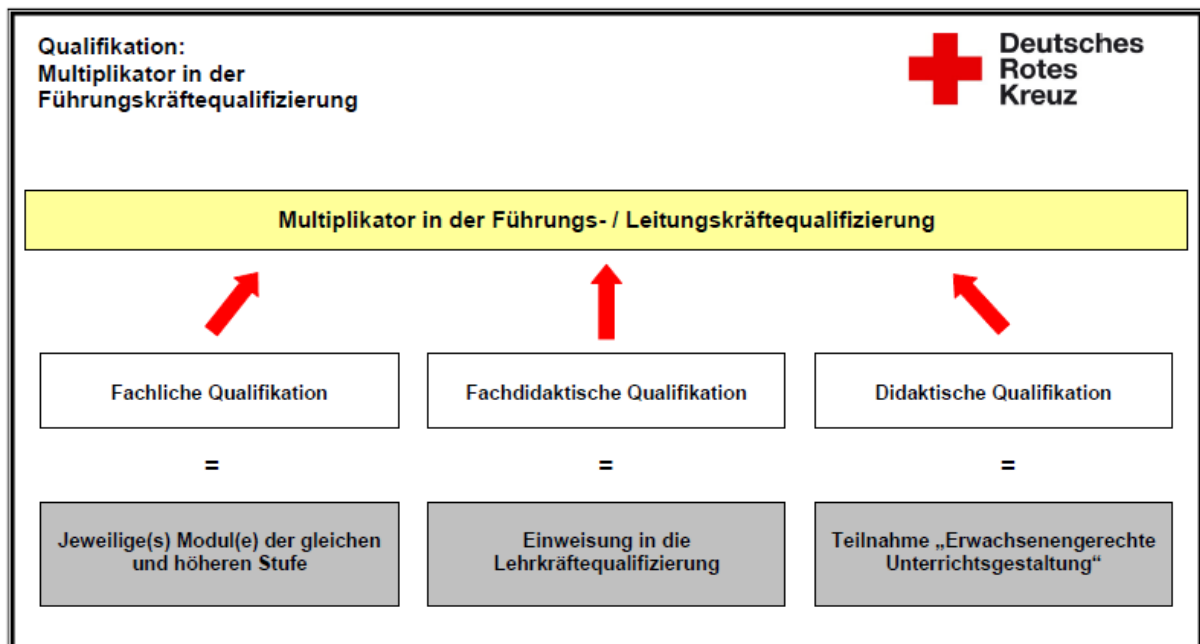 Qualifikation:
Multiplikator in der
Führungskräftequalifizierung
Deutsches
Rotes
Kreuz
Multiplikator in der Führungs- / Leitungskräftequalifizierung
Fachliche Qualifikation
Fachdidaktische Qualifikation
Didaktische Qualifikation
=
=
=
Jeweilige(s) Modul(e) der gleichen
und höheren Stufe
Einweisung in die
Lehrkräftequalifizierung
Teilnahme „Erwachsenengerechte
Unterrichtsgestaltung“